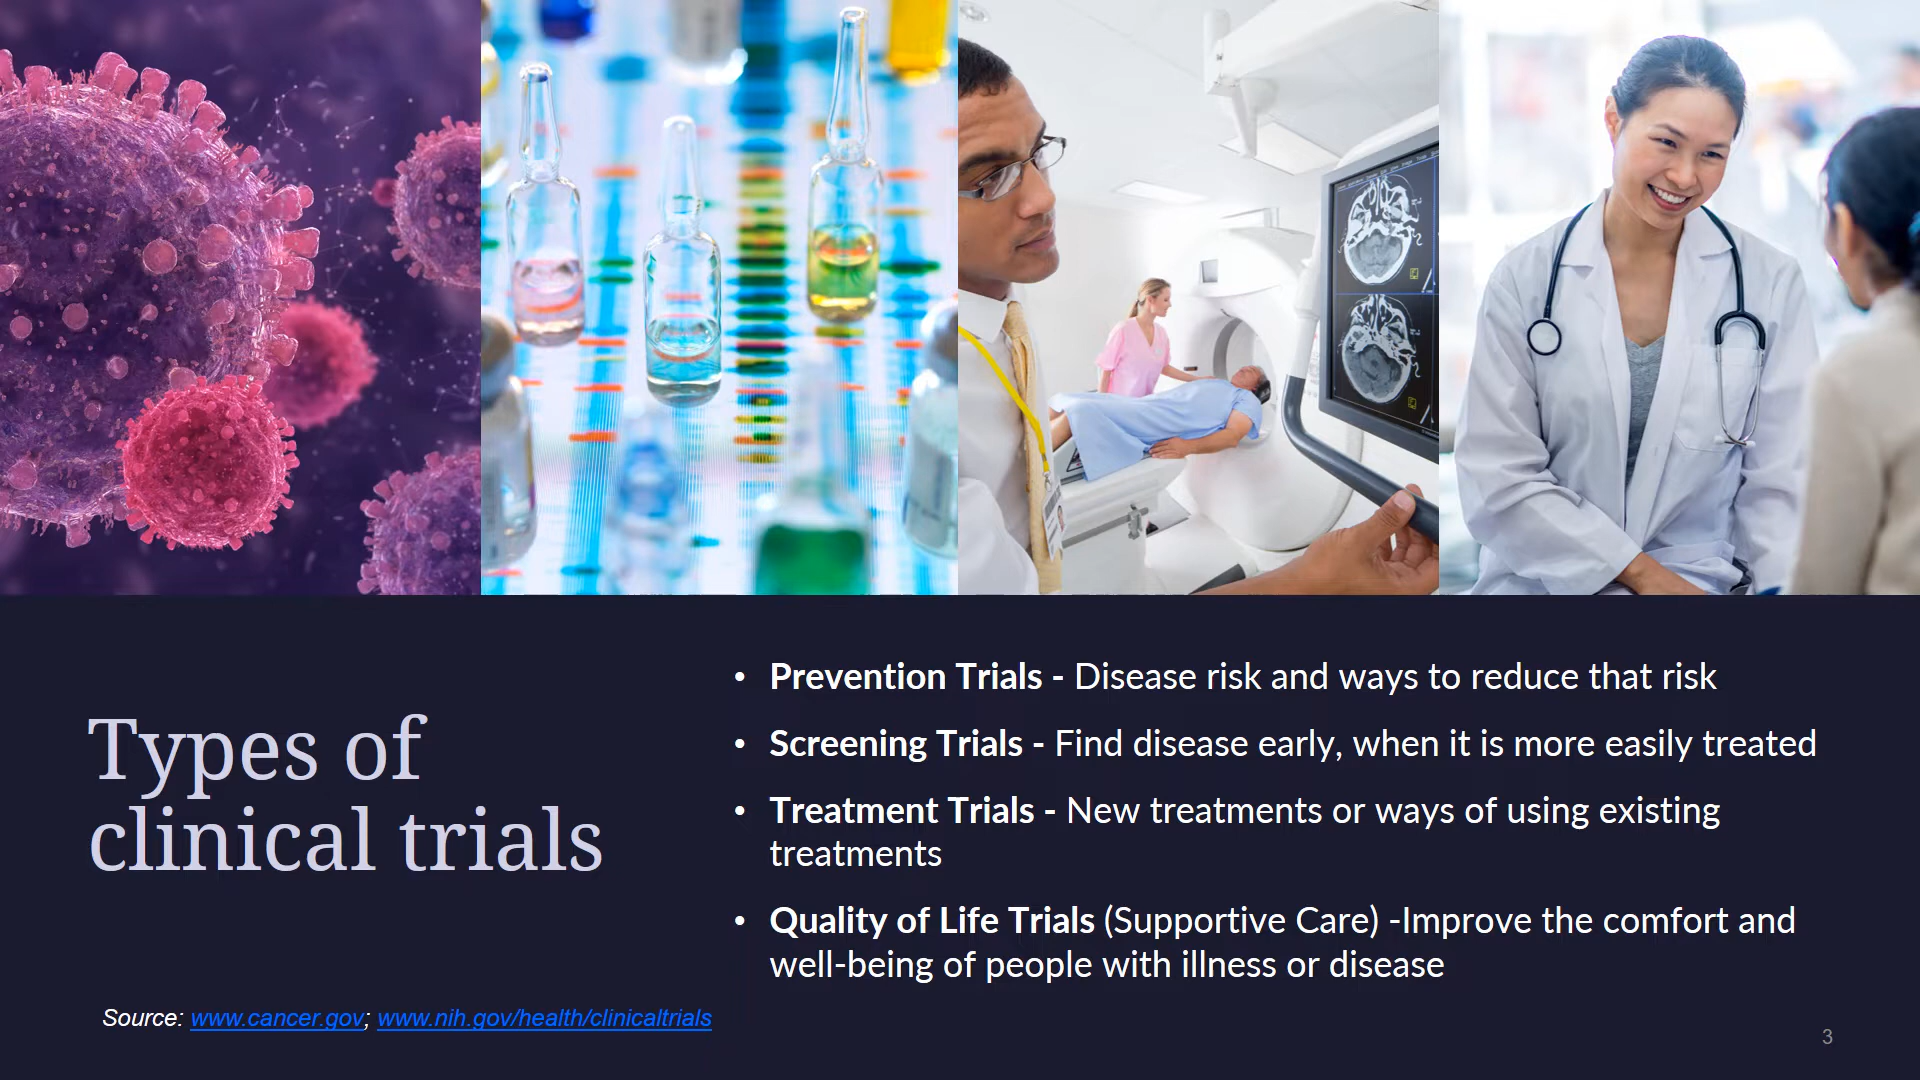 Types of
clinical trials
• Prevention Trials - Disease risk and ways to reduce that risk
• Screening Trials - Find disease early, when it is more easily treated
• Treatment Trials - New treatments or ways of using existing
treatments
• Quality of Life Trials (Supportive Care) -Improve the comfort and
well-being of people with illness or disease
Source: www.cancer.gov; www.nih.gov/health/clinicaltrials
3